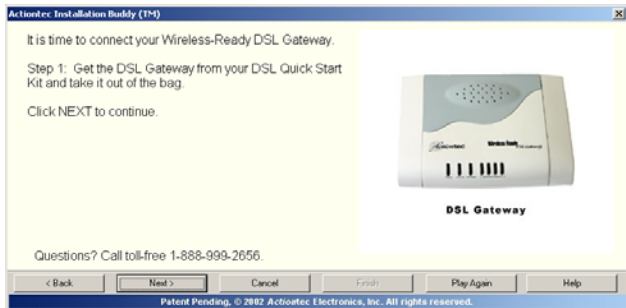 Actiontec Installation Buddy (TM)
It is time to connect your Wireless-Ready DSL Gateway.
Step 1: Get the DSL Gateway from your DSL Quick Start
Kit and take it out of the bag.
Click NEXT to continue.
Actiontec
Wireless Ready
DSL Gateway
Questions? Call toll-free 1-888-999-2656.
< Back
Next >
Cancel
Finish
Play Again
Help
Patent Pending, © 2002 Actiontec Electronics, Inc. All rights reserved.